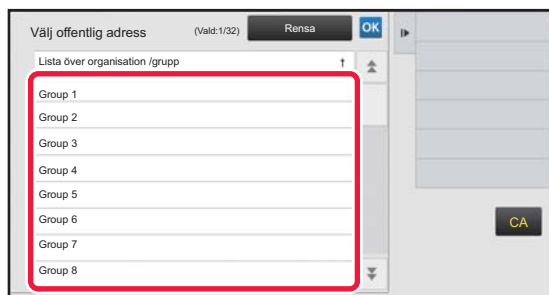 Välj offentlig adress (Vald:1/32) Rensa OK
Lista över organisation /grupp ↑
Group 1
Group 2
Group 3
Group 4
Group 5
Group 6
Group 7
Group 8
CA